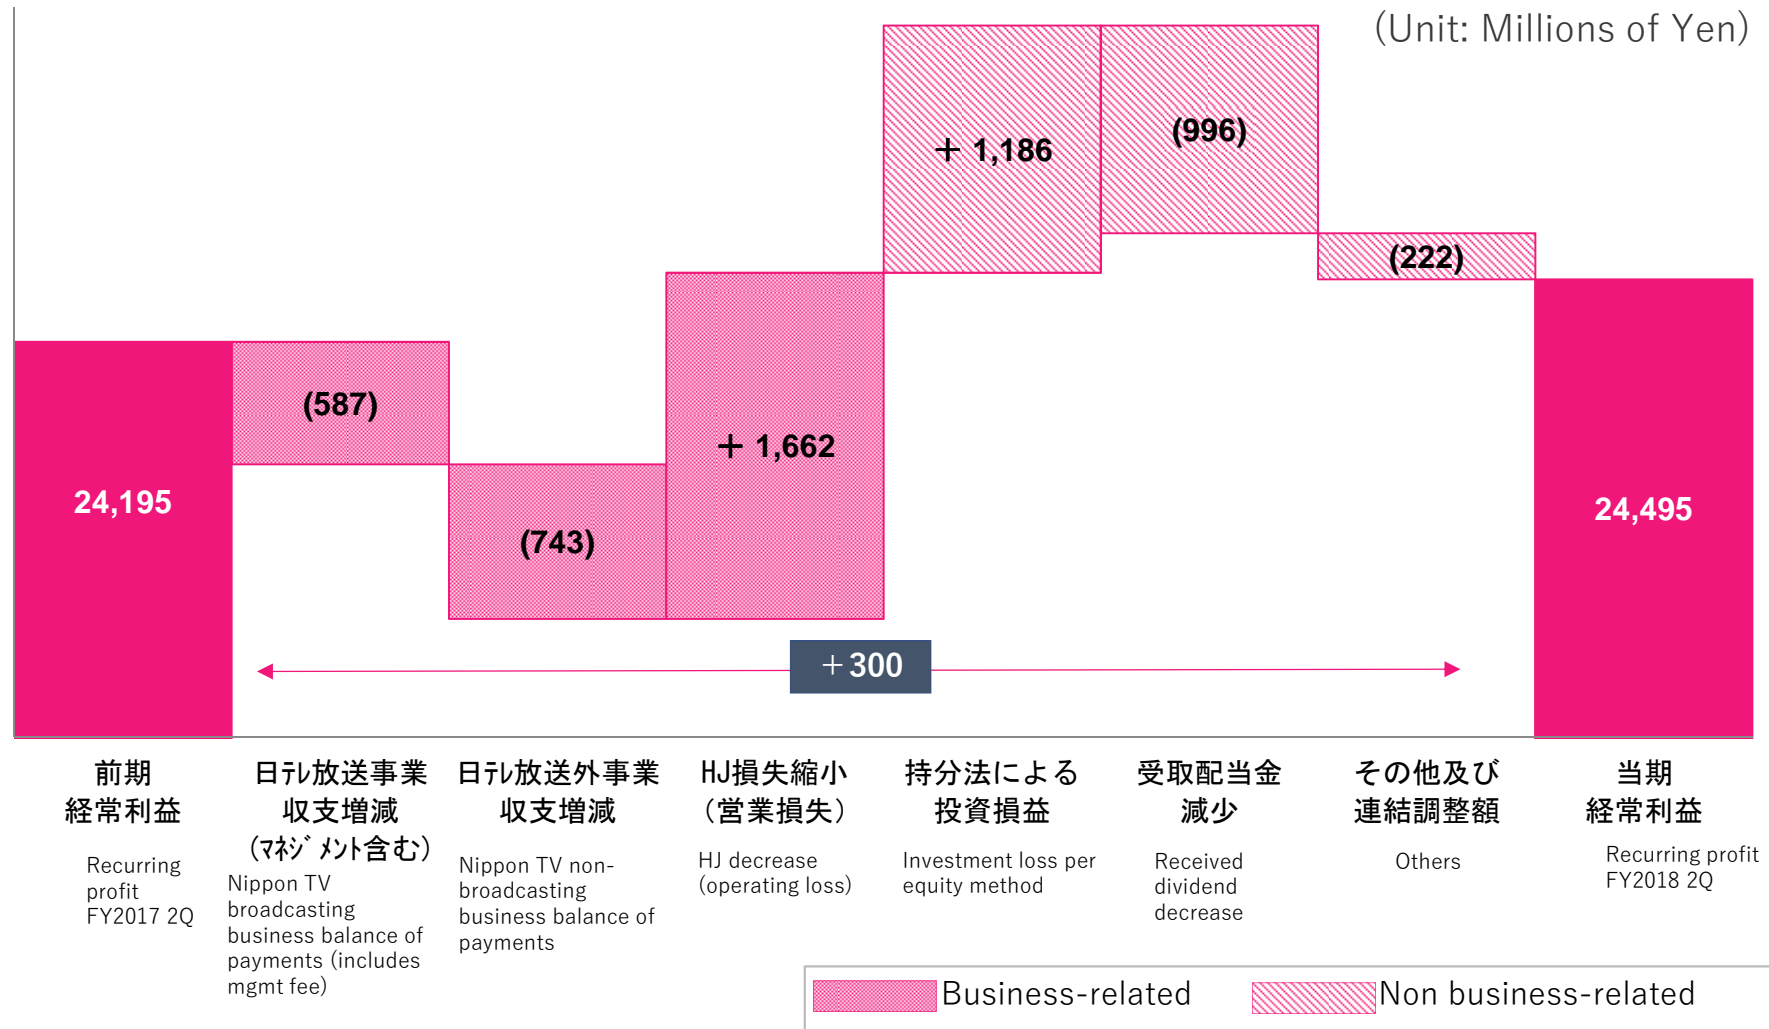 (Unit: Millions of Yen)
+ 1,186
(996)
(222)
(587)
+ 1,662
24,195
(743)
24,495
+300
前期
経常利益
Recurring
profit
FY2017 2Q
日テレ放送事業
収支増減
(マネジメント含む)
Nippon TV
broadcasting
business balance of
payments (includes
mgmt fee)
日テレ放送外事業
収支増減
Nippon TV non-
broadcasting
business balance of
payments
HJ損失縮小
(営業損失)
HJ decrease
(operating loss)
持分法による
投資損益
Investment loss per
equity method
受取配当金
減少
Received
dividend
decrease
その他及び
連結調整額
Others
当期
経常利益
Recurring profit
FY2018 2Q
Business-related
Non business-related